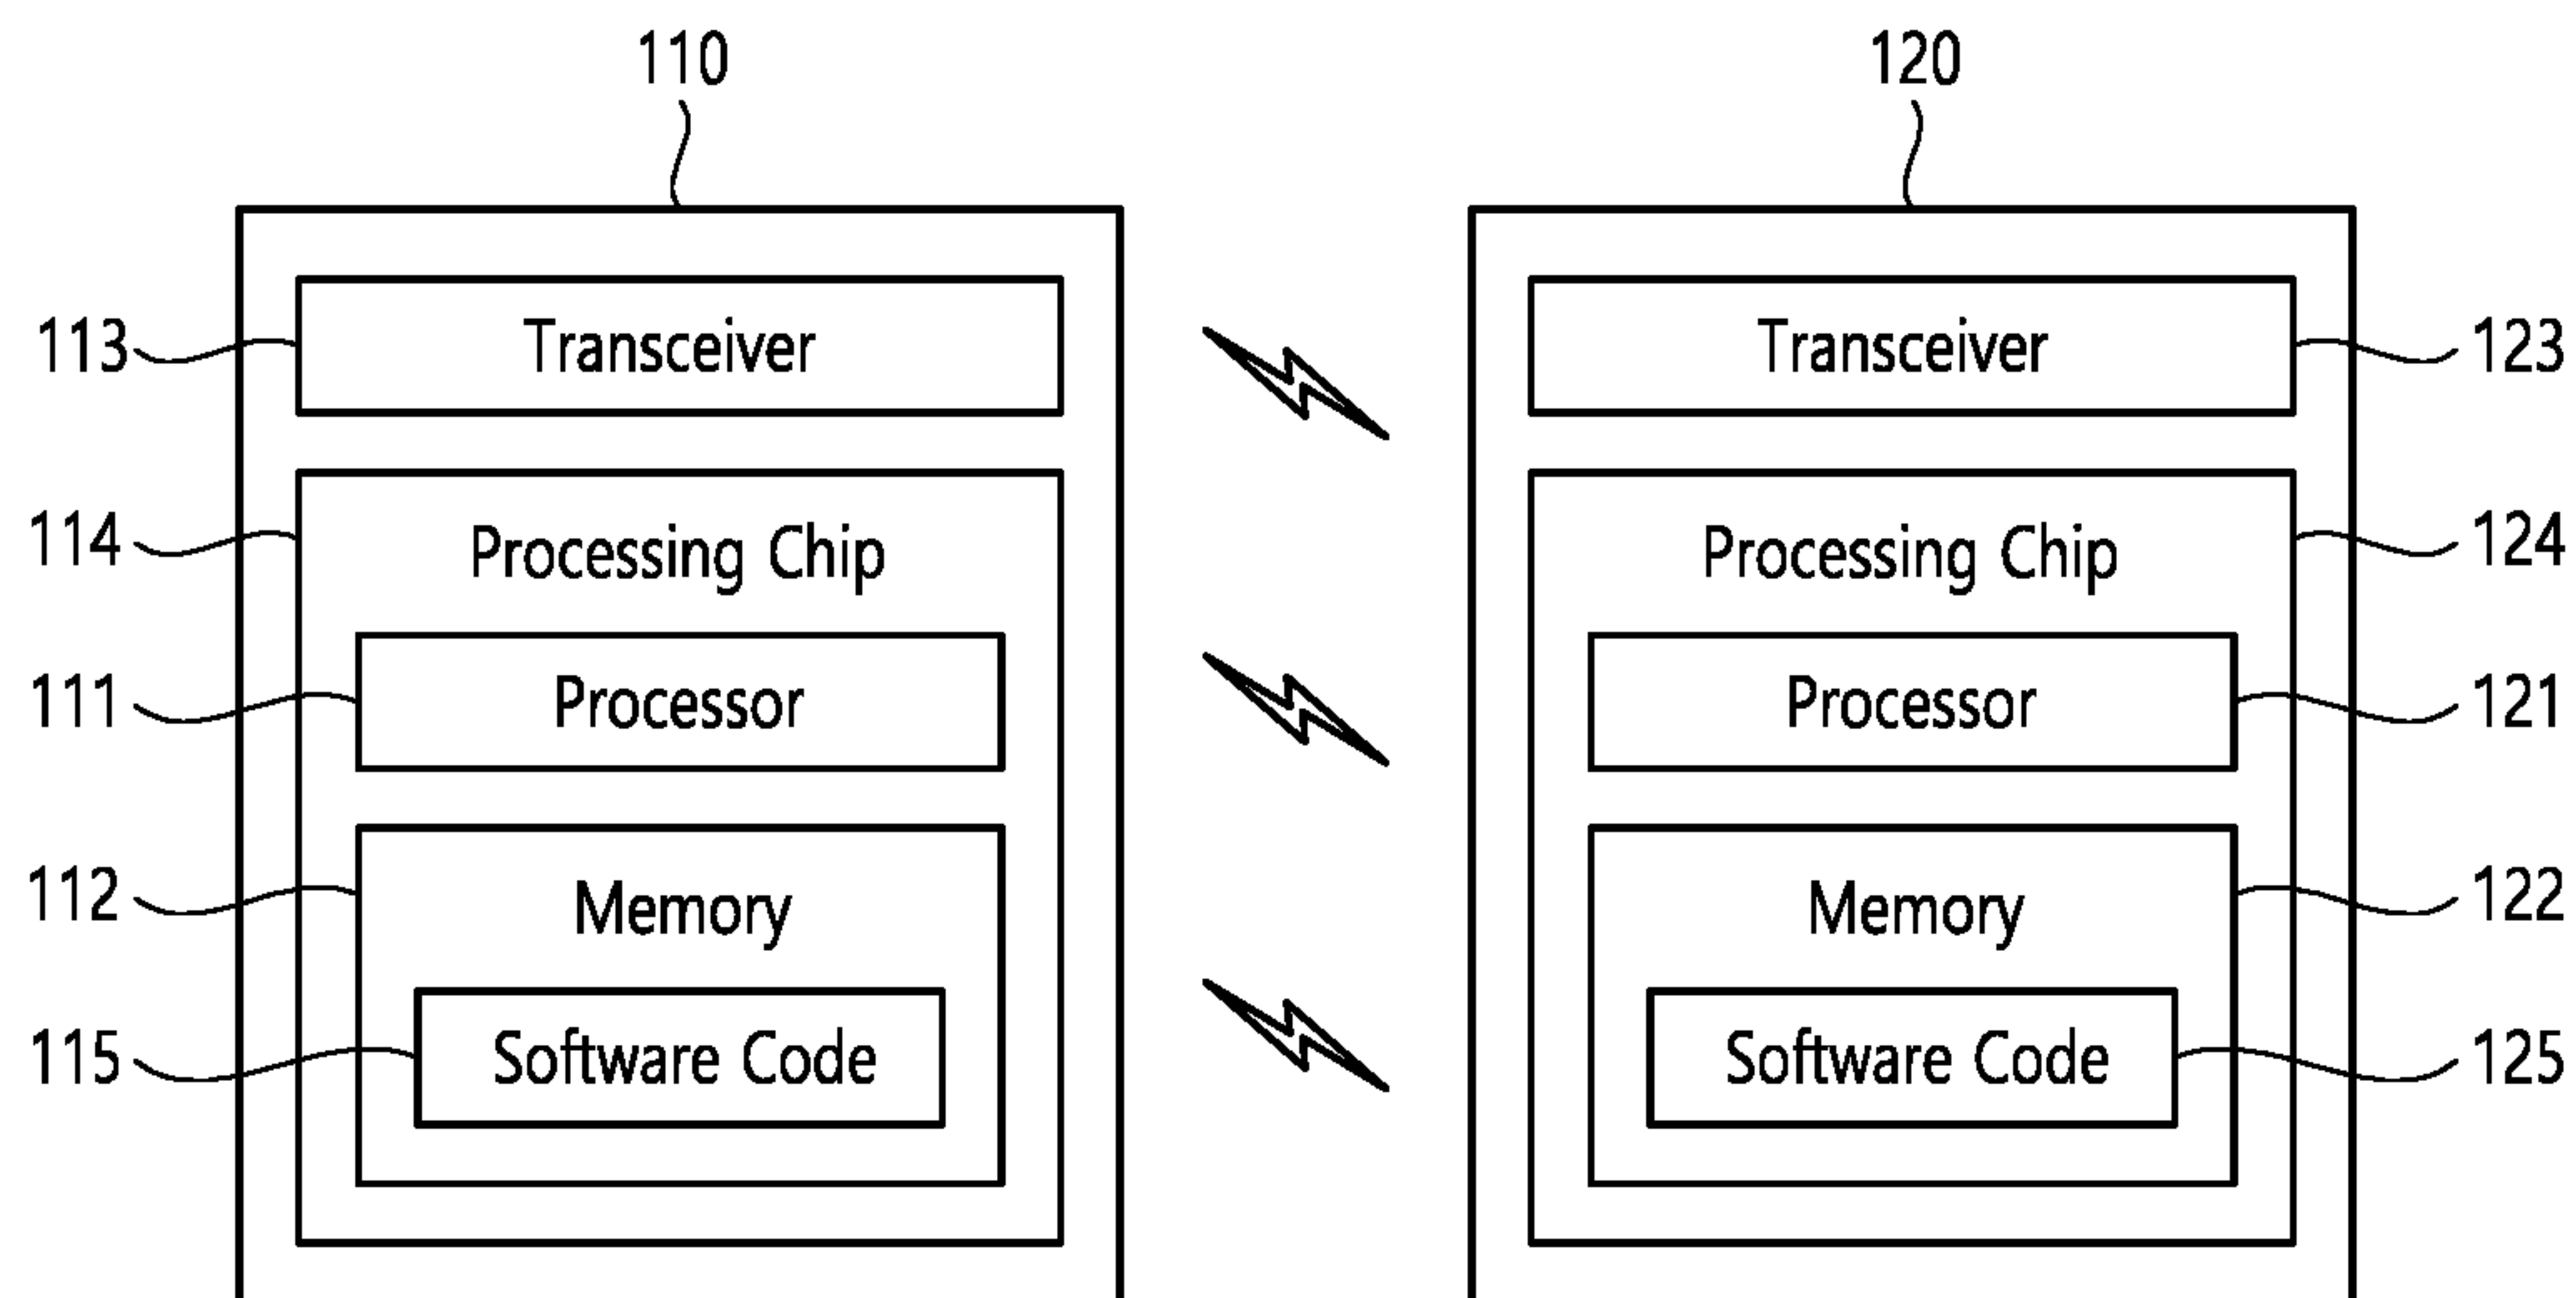 110
120
113
Transceiver
Transceiver
123
114
Processing Chip
Processing Chip
124
111
Processor
Processor
121
112
Memory
Memory
122
115
Software Code
Software Code
125